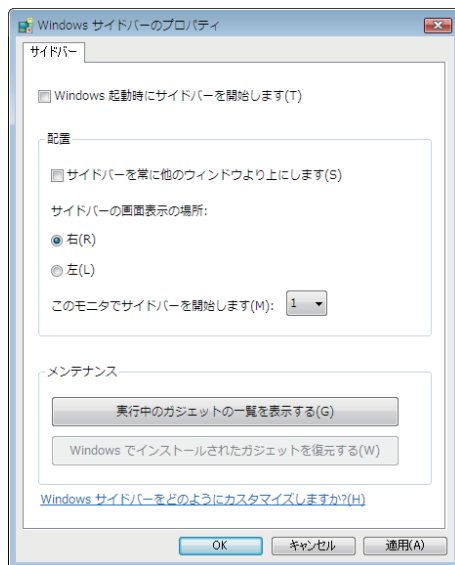 Windows サイドバーのプロパティ
サイドバー
Windows 起動時にサイドバーを開始します(T)
配置
サイドバーを常に他のウィンドウより上にします(S)
サイドバーの画面表示の場所:
右(R)
左(L)
このモニタでサイドバーを開始します(M): 1
メンテナンス
実行中のガジェットの一覧を表示する(G)
Windows でインストールされたガジェットを復元する(W)
Windows サイドバーをどのようにカスタマイズしますか?(H)
OK キャンセル 適用(A)